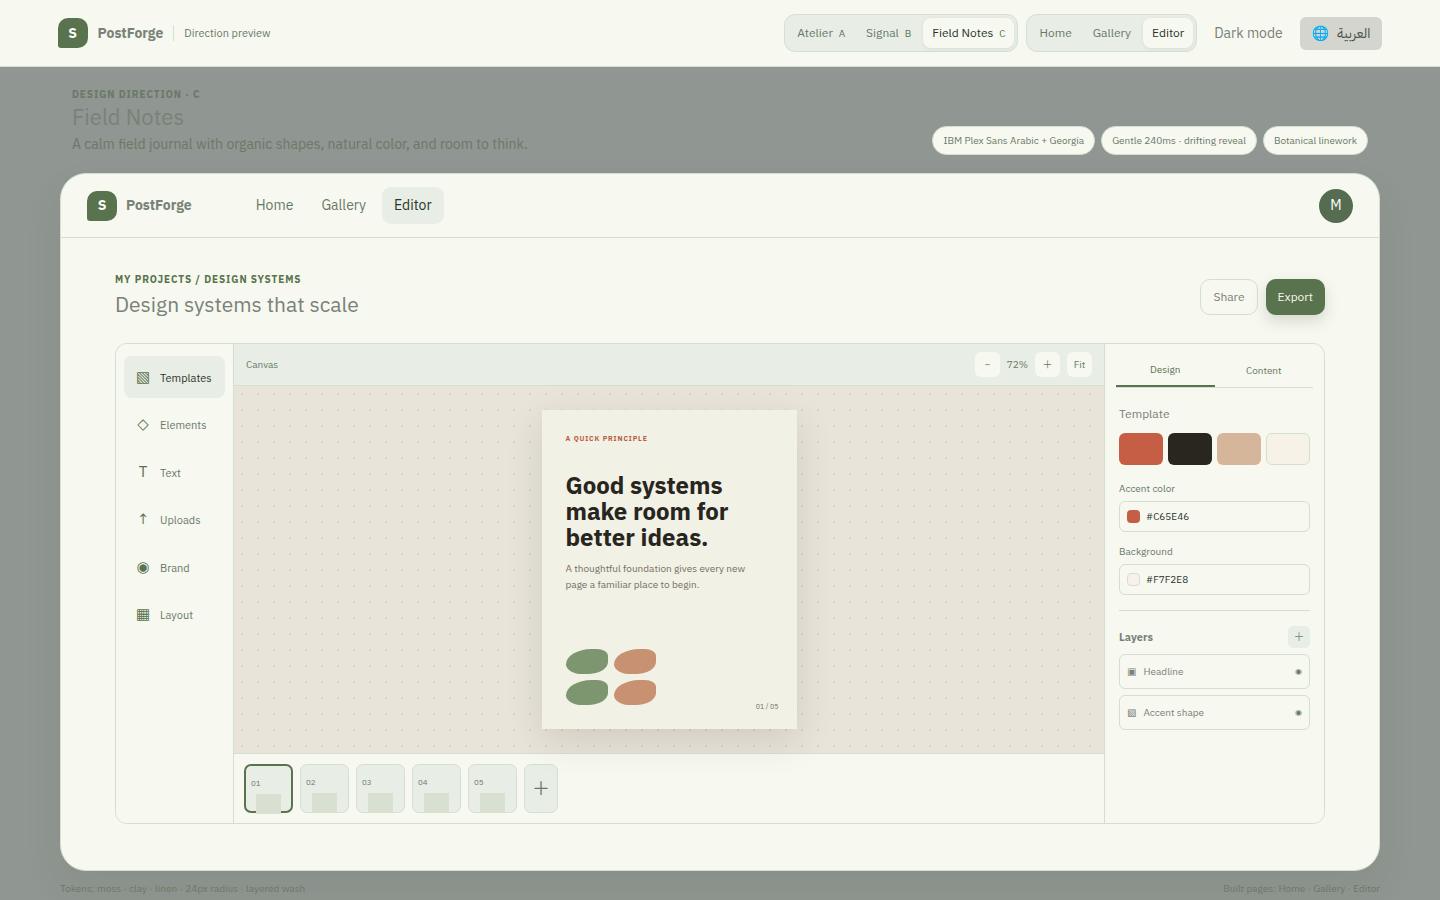 S PostForge Direction preview
Atelier A Signal B Field Notes C
Home Gallery Editor
Dark mode
🌐 العربية
DESIGN DIRECTION · C
Field Notes
A calm field journal with organic shapes, natural color, and room to think.
IBM Plex Sans Arabic + Georgia
Gentle 240ms · drifting reveal
Botanical linework
S PostForge
Home Gallery Editor
M
MY PROJECTS / DESIGN SYSTEMS
Design systems that scale
Share Export
Templates
Elements
T Text
Uploads
Brand
Layout
Canvas
− 72% + Fit
A QUICK PRINCIPLE
Good systems
make room for
better ideas.
A thoughtful foundation gives every new
page a familiar place to begin.
01 / 05
01 02 03 04 05 +
Design Content
Template
Accent color
#C65E46
Background
#F7F2E8
Layers +
Headline
Accent shape
Tokens: moss · clay · linen · 24px radius · layered wash
Built pages: Home · Gallery · Editor